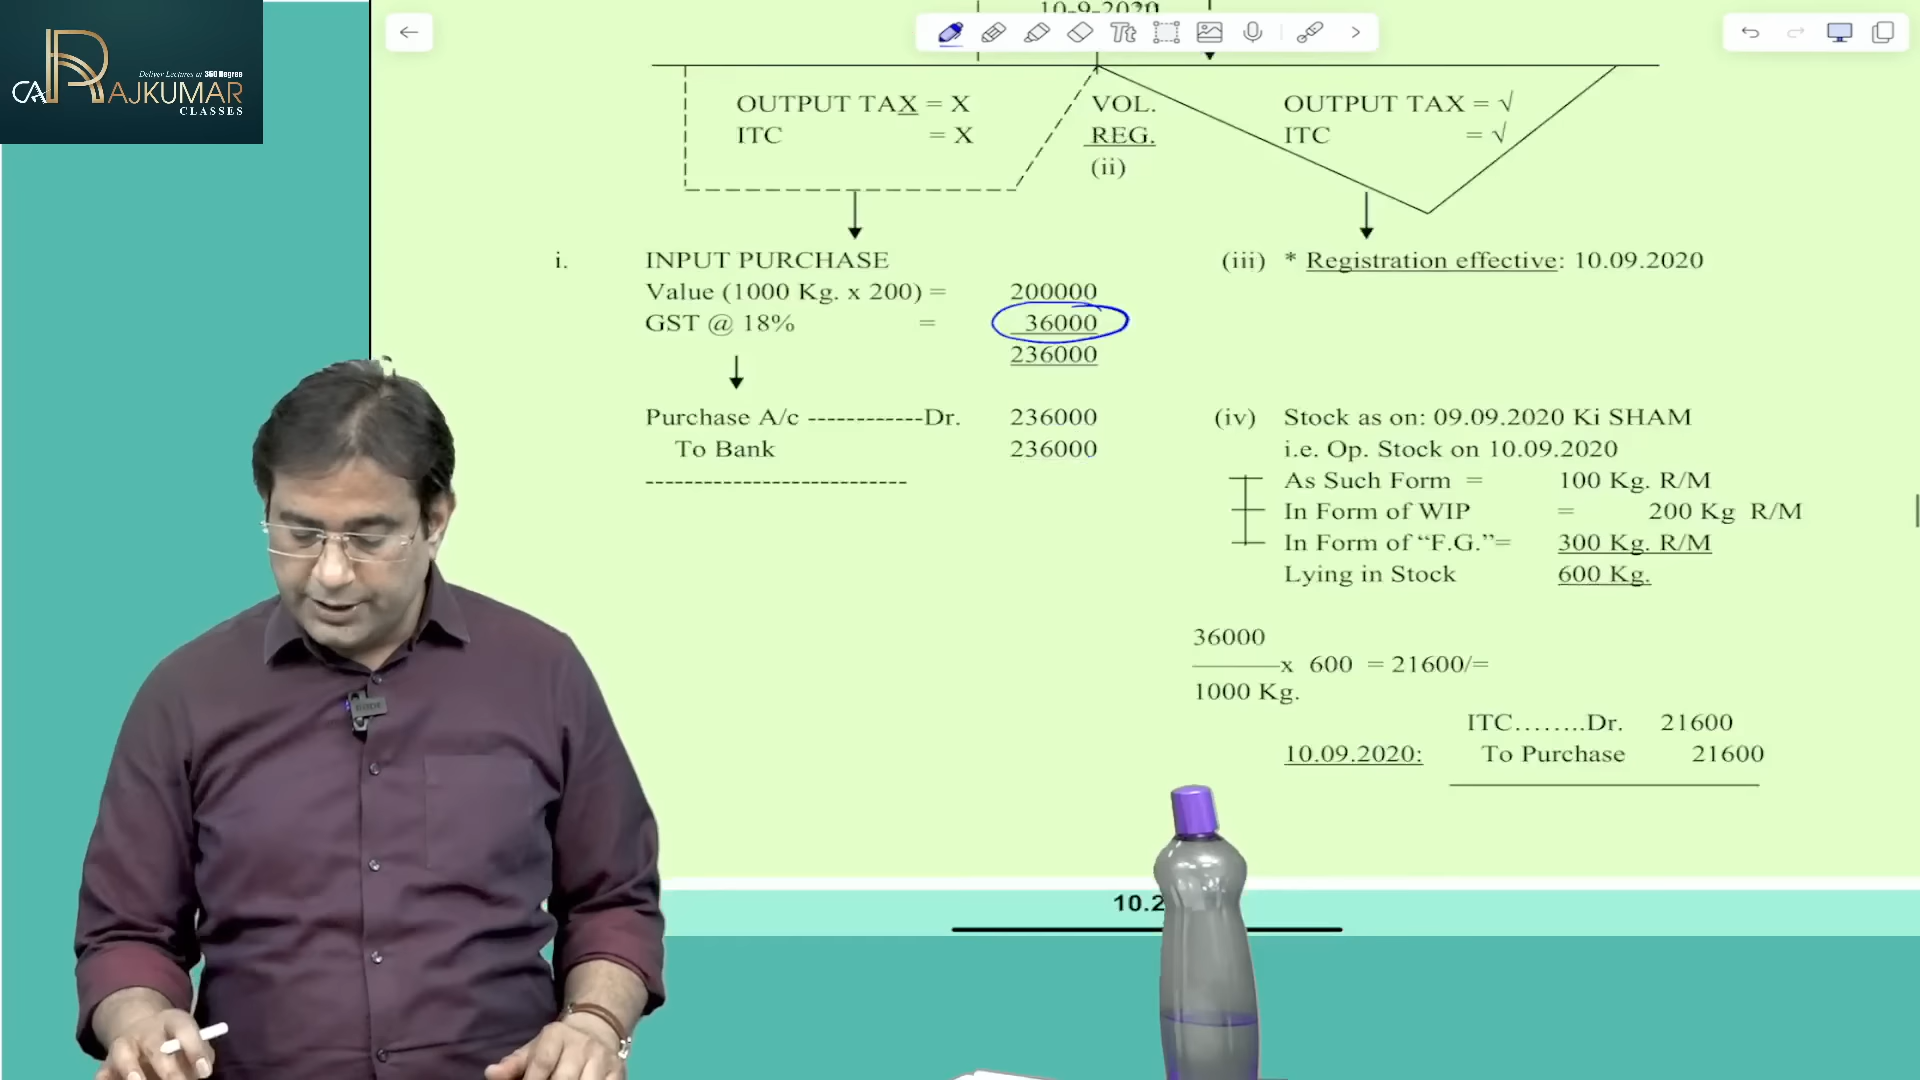 Deliver Lectures at 360 Degree
CA RAJKUMAR
CLASSES
10-9-2020
Tt
OUTPUT TAX = X
ITC = X
VOL.
REG.
(ii)
OUTPUT TAX = √
ITC = √
i. INPUT PURCHASE
Value (1000 Kg. x 200) = 200000
GST @ 18% = 36000
236000
Purchase A/c ------------Dr. 236000
To Bank 236000
--------------------------
(iii) * Registration effective: 10.09.2020
(iv) Stock as on: 09.09.2020 Ki SHAM
i.e. Op. Stock on 10.09.2020
As Such Form = 100 Kg. R/M
In Form of WIP = 200 Kg R/M
In Form of “F.G.”= 300 Kg. R/M
Lying in Stock 600 Kg.
36000
x 600 = 21600/=
1000 Kg.
ITC……..Dr. 21600
10.09.2020: To Purchase 21600
10.2